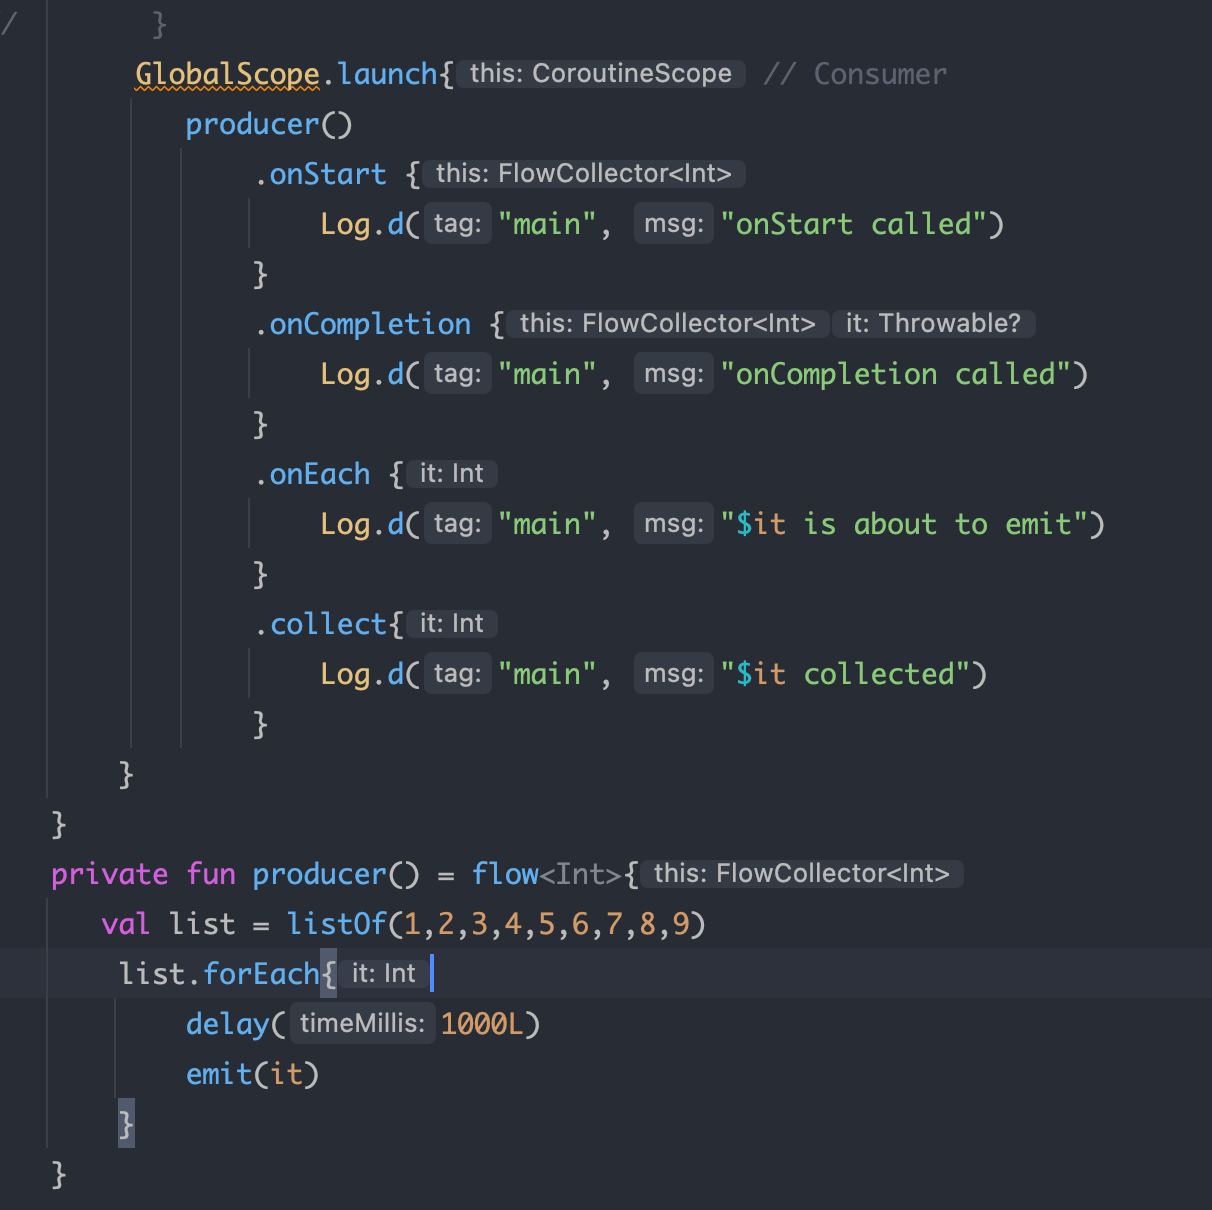 / }
GlobalScope.launch{ this: CoroutineScope // Consumer
producer()
.onStart { this: FlowCollector<Int>
Log.d( tag: "main", msg: "onStart called")
}
.onCompletion { this: FlowCollector<Int> it: Throwable?
Log.d( tag: "main", msg: "onCompletion called")
}
.onEach { it: Int
Log.d( tag: "main", msg: "$it is about to emit")
}
.collect{ it: Int
Log.d( tag: "main", msg: "$it collected")
}
}
}
private fun producer() = flow<Int>{ this: FlowCollector<Int>
val list = listOf(1,2,3,4,5,6,7,8,9)
list.forEach{ it: Int
delay( timeMillis: 1000L)
emit(it)
}
}